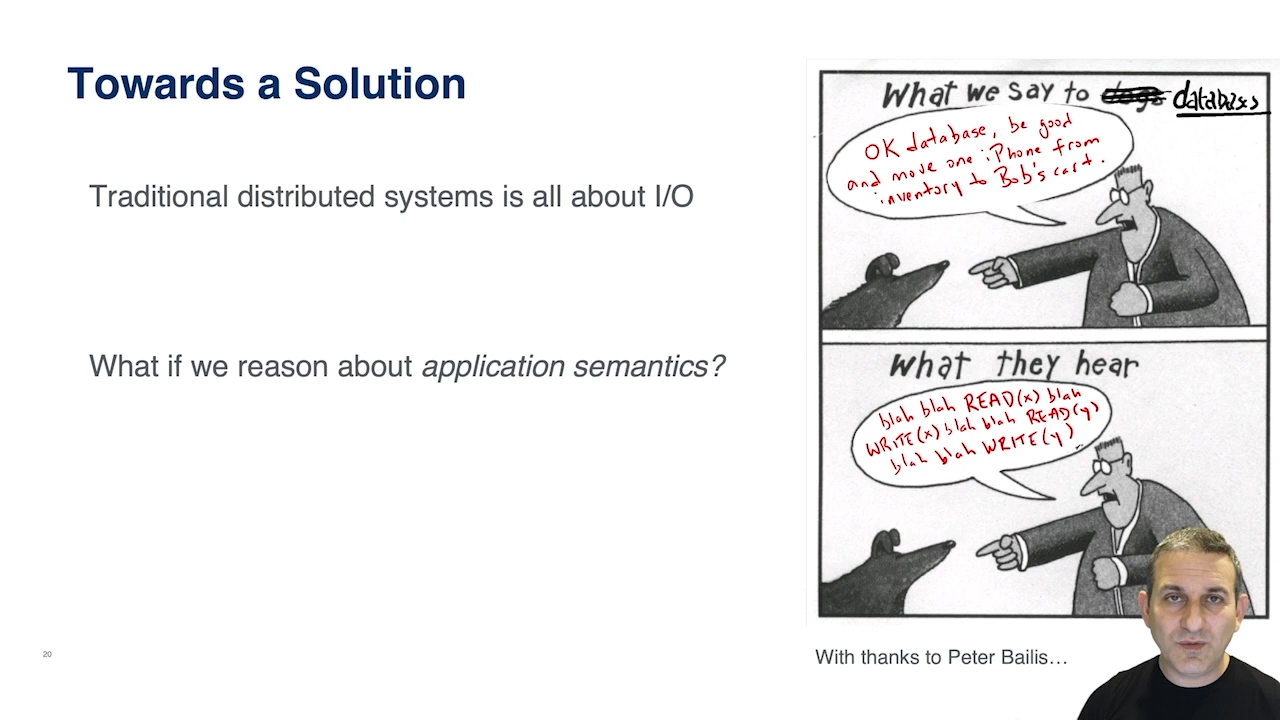 Towards a Solution
Traditional distributed systems is all about I/O
What if we reason about application semantics?
What we say to dogs databases
OK database, be good
and move one iPhone from
inventory to Bob's cart.
What they hear
blah blah READ(x) blah
WRITE(x) blah blah READ(y)
blah blah WRITE(y)
With thanks to Peter Bailis…
20